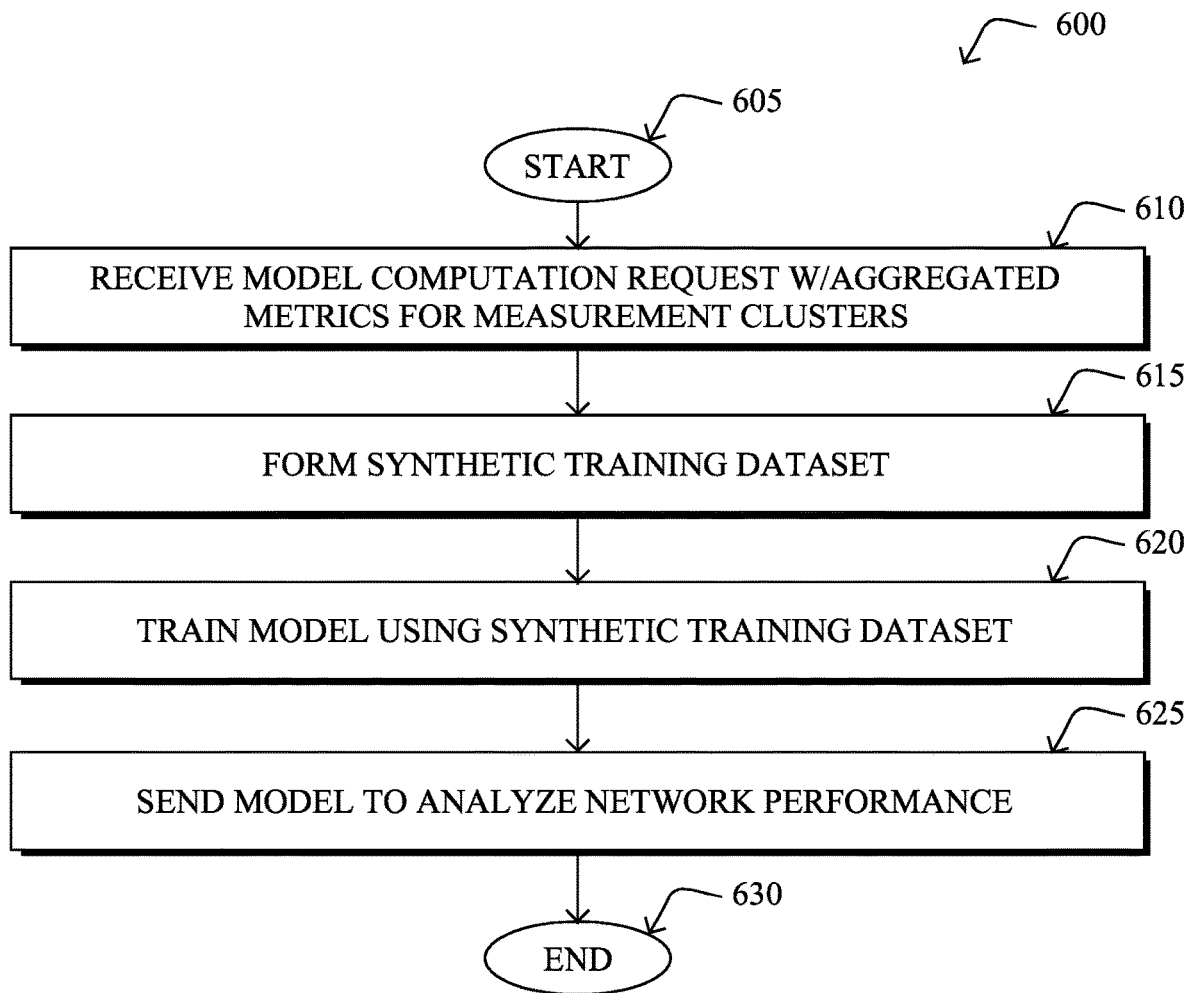 600
605
START
610
RECEIVE MODEL COMPUTATION REQUEST W/AGGREGATED
METRICS FOR MEASUREMENT CLUSTERS
615
FORM SYNTHETIC TRAINING DATASET
620
TRAIN MODEL USING SYNTHETIC TRAINING DATASET
625
SEND MODEL TO ANALYZE NETWORK PERFORMANCE
630
END